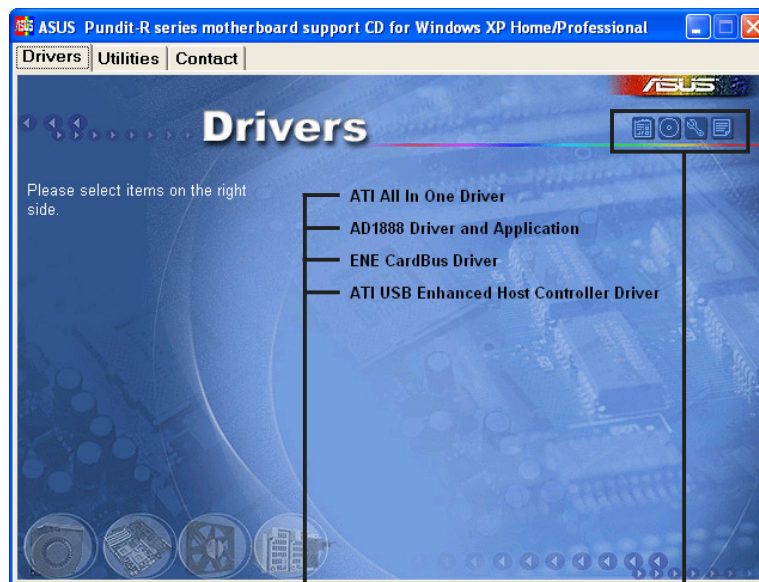 ASUS Pundit-R series motherboard support CD for Windows XP Home/Professional
Drivers Utilities Contact
ASUS
Drivers
Please select items on the right
side.
ATI All In One Driver
AD1888 Driver and Application
ENE CardBus Driver
ATI USB Enhanced Host Controller Driver